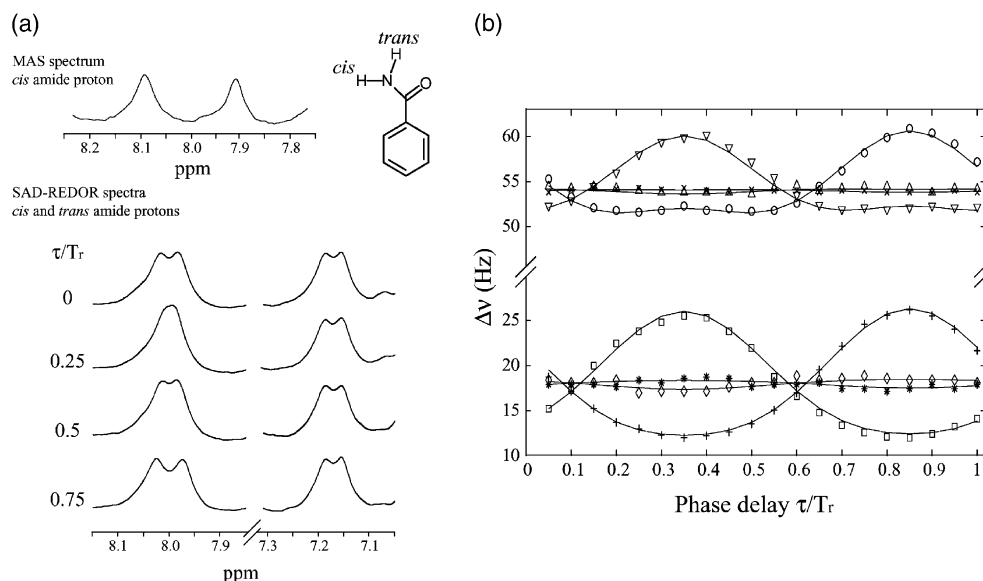 (a)
MAS spectrum
cis amide proton
8.2 8.1 8.0 7.9 7.8
ppm
trans
cis
H
H N O
SAD-REDOR spectra
cis and trans amide protons
τ/Tr
0
0.25
0.5
0.75
8.1 8.0 7.9 7.3 7.2 7.1
ppm
(b)
60
55
50
25
20
15
10
Δν (Hz)
0.1 0.2 0.3 0.4 0.5 0.6 0.7 0.8 0.9 1
Phase delay τ/Tr